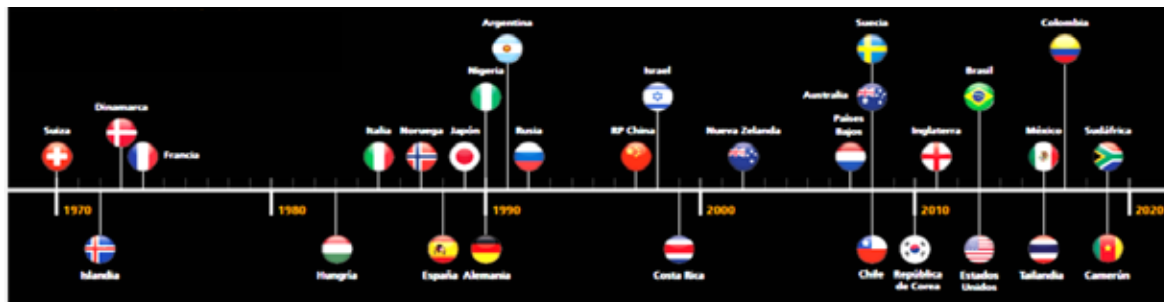 Argentina
Suecia
Colombia
Nigeria
Israel
Australia
Brasil
Dinamarca
Países
Bajos
Suiza
Francia
Italia
Noruega
Japón
Rusia
RP China
Nueva Zelanda
Inglaterra
México
Sudáfrica
1970
1980
1990
2000
2010
2020
Islandia
Hungría
España
Alemania
Costa Rica
Chile
República
de Corea
Estados
Unidos
Tailandia
Camerún